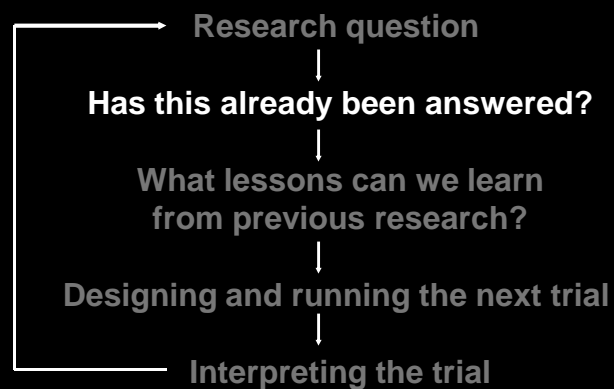 Research question
Has this already been answered?
What lessons can we learn
from previous research?
Designing and running the next trial
Interpreting the trial